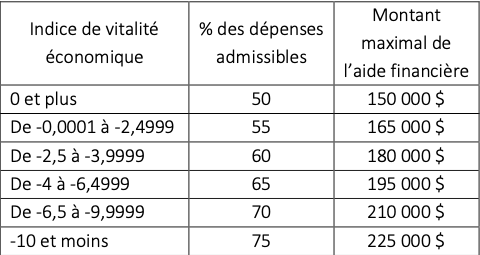 Indice de vitalité économique | % des dépenses admissibles | Montant maximal de l’aide financière
0 et plus | 50 | 150 000 $
De -0,0001 à -2,4999 | 55 | 165 000 $
De -2,5 à -3,9999 | 60 | 180 000 $
De -4 à -6,4999 | 65 | 195 000 $
De -6,5 à -9,9999 | 70 | 210 000 $
-10 et moins | 75 | 225 000 $